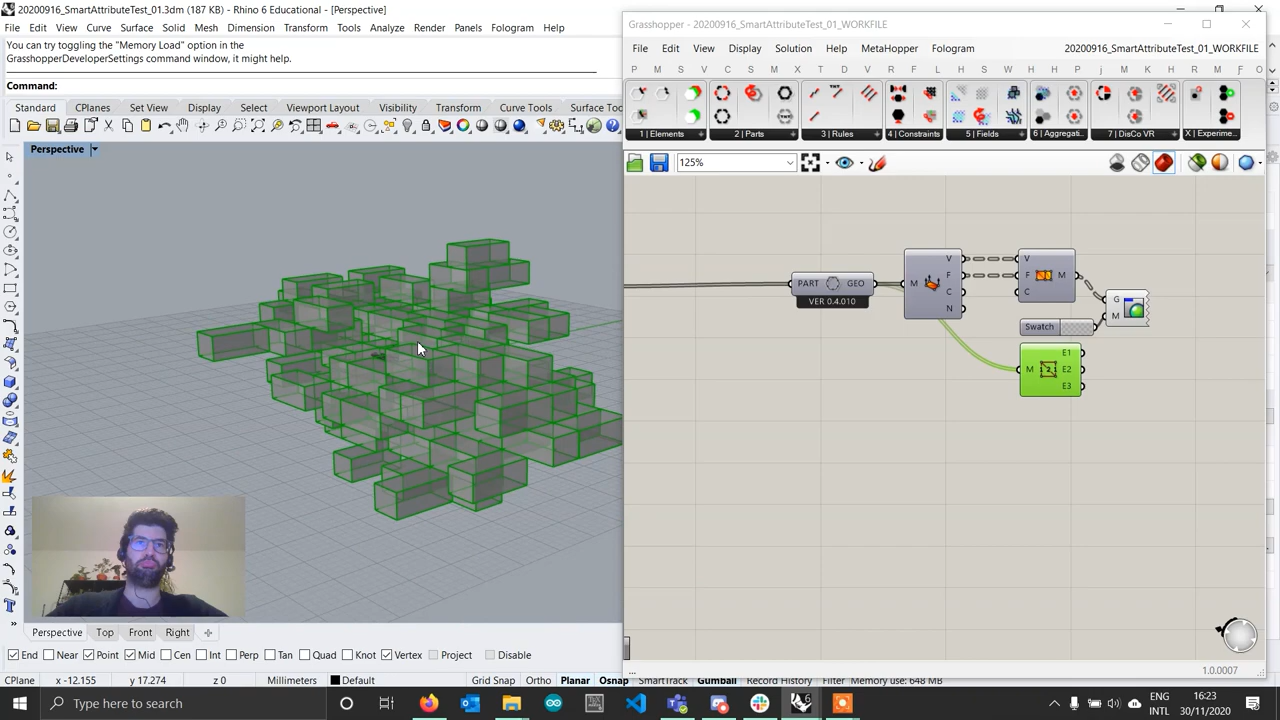 20200916_SmartAttributeTest_01.3dm (187 KB) - Rhino 6 Educational - [Perspective]
File Edit View Curve Surface Solid Mesh Dimension Transform Tools Analyze Render Panels Fologram Help
You can try toggling the "Memory Load" option in the
GrasshopperDeveloperSettings command window, it might help.
Command:
Standard CPlanes Set View Display Select Viewport Layout Visibility Transform Curve Tools Surface Too
Perspective
Grasshopper - 20200916_SmartAttributeTest_01_WORKFILE
File Edit View Display Solution Help MetaHopper Fologram 20200916_SmartAttributeTest_01_WORKFILE
P M S V C D M X T D V R F L H S W H K P j M K H R M F O
1 | Elements 2 | Parts 3 | Rules 4 | Constraints 5 | Fields 6 | Aggregati... 7 | DisCo VR X | Experime...
125%
PART GEO
VER 0.4.010
M V F C N
V F C M
G M
Swatch
M E1 E2 E3
1.0.0007
Perspective Top Front Right
End Near Point Mid Cen Int Perp Tan Quad Knot Vertex Project Disable
CPlane x -12.155 y 17.274 z 0 Millimeters Default Grid Snap Ortho Planar Osnap SmartTrack Gumball Record History Filter Memory use: 648 MB
Type here to search
ENG
INTL
16:23
30/11/2020